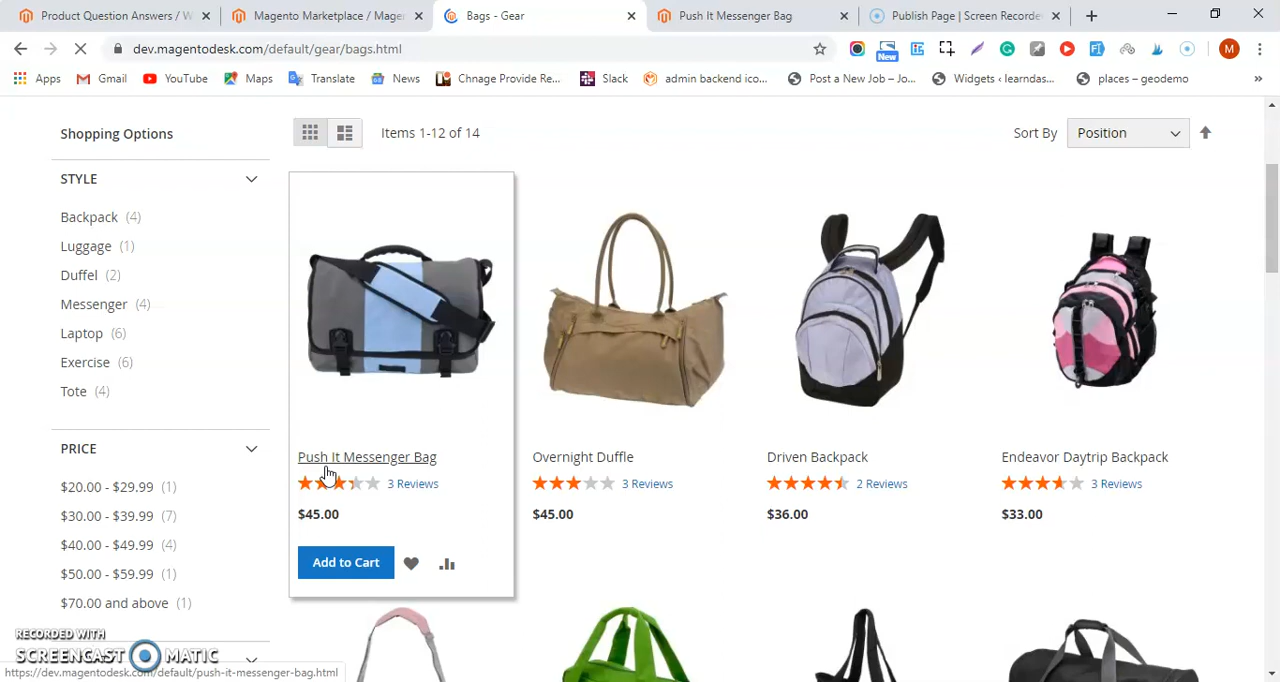 Product Question Answers / W
Magento Marketplace / Magen
Bags - Gear
Push It Messenger Bag
Publish Page | Screen Recorde
dev.magentodesk.com/default/gear/bags.html
New
M
Apps
Gmail
YouTube
Maps
Translate
News
Chnage Provide Re...
Slack
admin backend ico...
Post a New Job – Jo...
Widgets ‹ learndas...
places – geodemo
»
Shopping Options
Items 1-12 of 14
Sort By
Position
STYLE
Backpack (4)
Luggage (1)
Duffel (2)
Messenger (4)
Laptop (6)
Exercise (6)
Tote (4)
PRICE
$20.00 - $29.99 (1)
$30.00 - $39.99 (7)
$40.00 - $49.99 (4)
$50.00 - $59.99 (1)
$70.00 and above (1)
Push It Messenger Bag
3 Reviews
$45.00
Add to Cart
Overnight Duffle
3 Reviews
$45.00
Driven Backpack
2 Reviews
$36.00
Endeavor Daytrip Backpack
3 Reviews
$33.00
RECORDED WITH
SCREENCAST MATIC
https://dev.magentodesk.com/default/push-it-messenger-bag.html